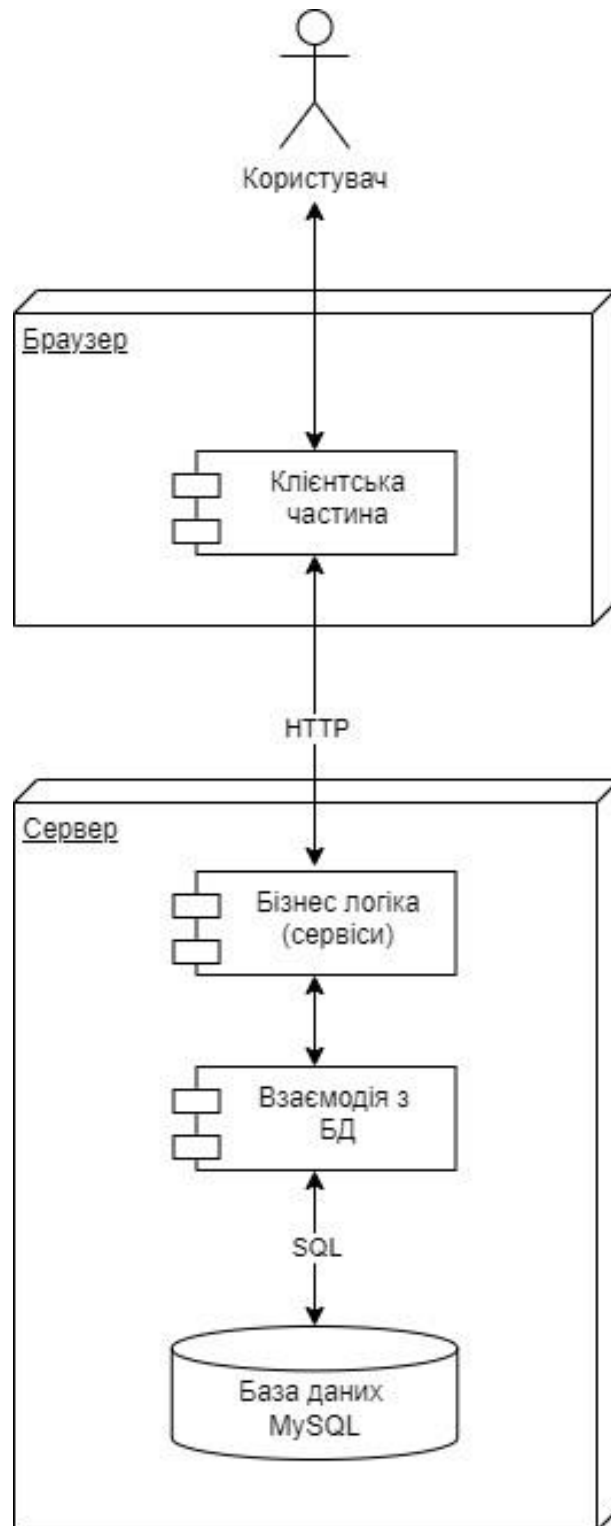 Користувач
Браузер
Клієнтська
частина
HTTP
Сервер
Бізнес логіка
(сервіси)
Взаємодія з
БД
SQL
База даних
MySQL